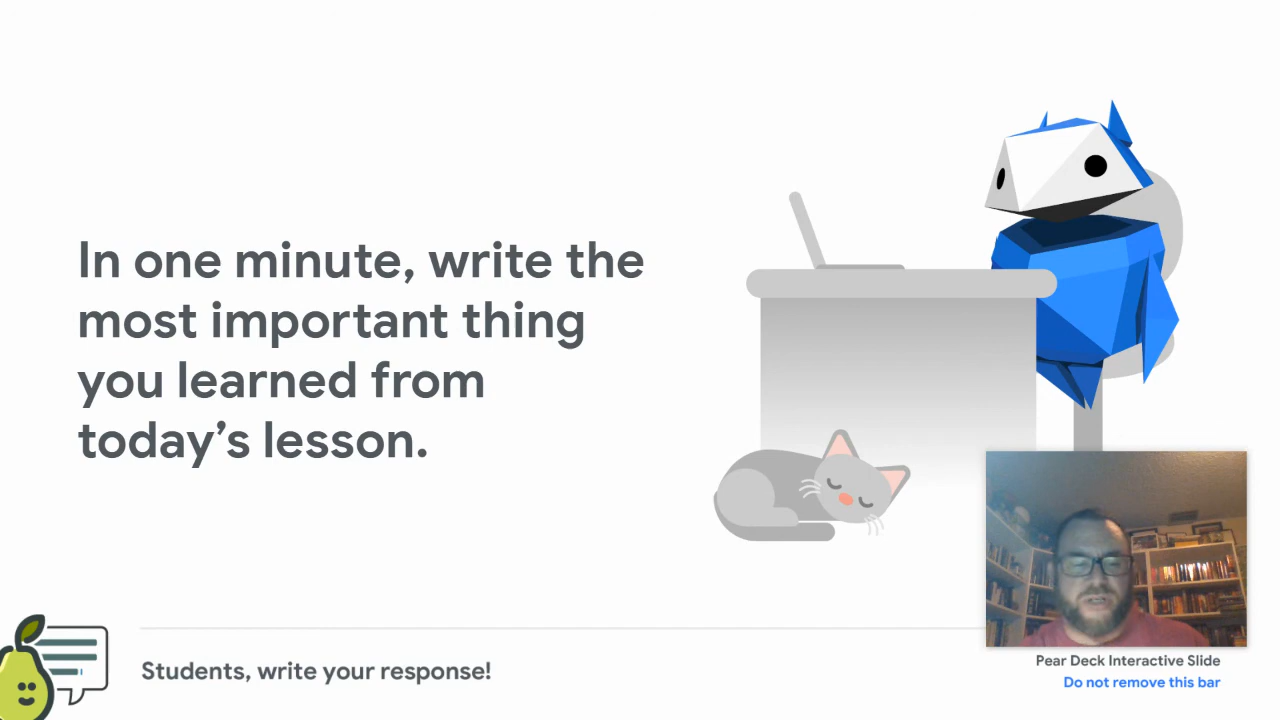 In one minute, write the
most important thing
you learned from
today’s lesson.
Students, write your response!
Pear Deck Interactive Slide
Do not remove this bar